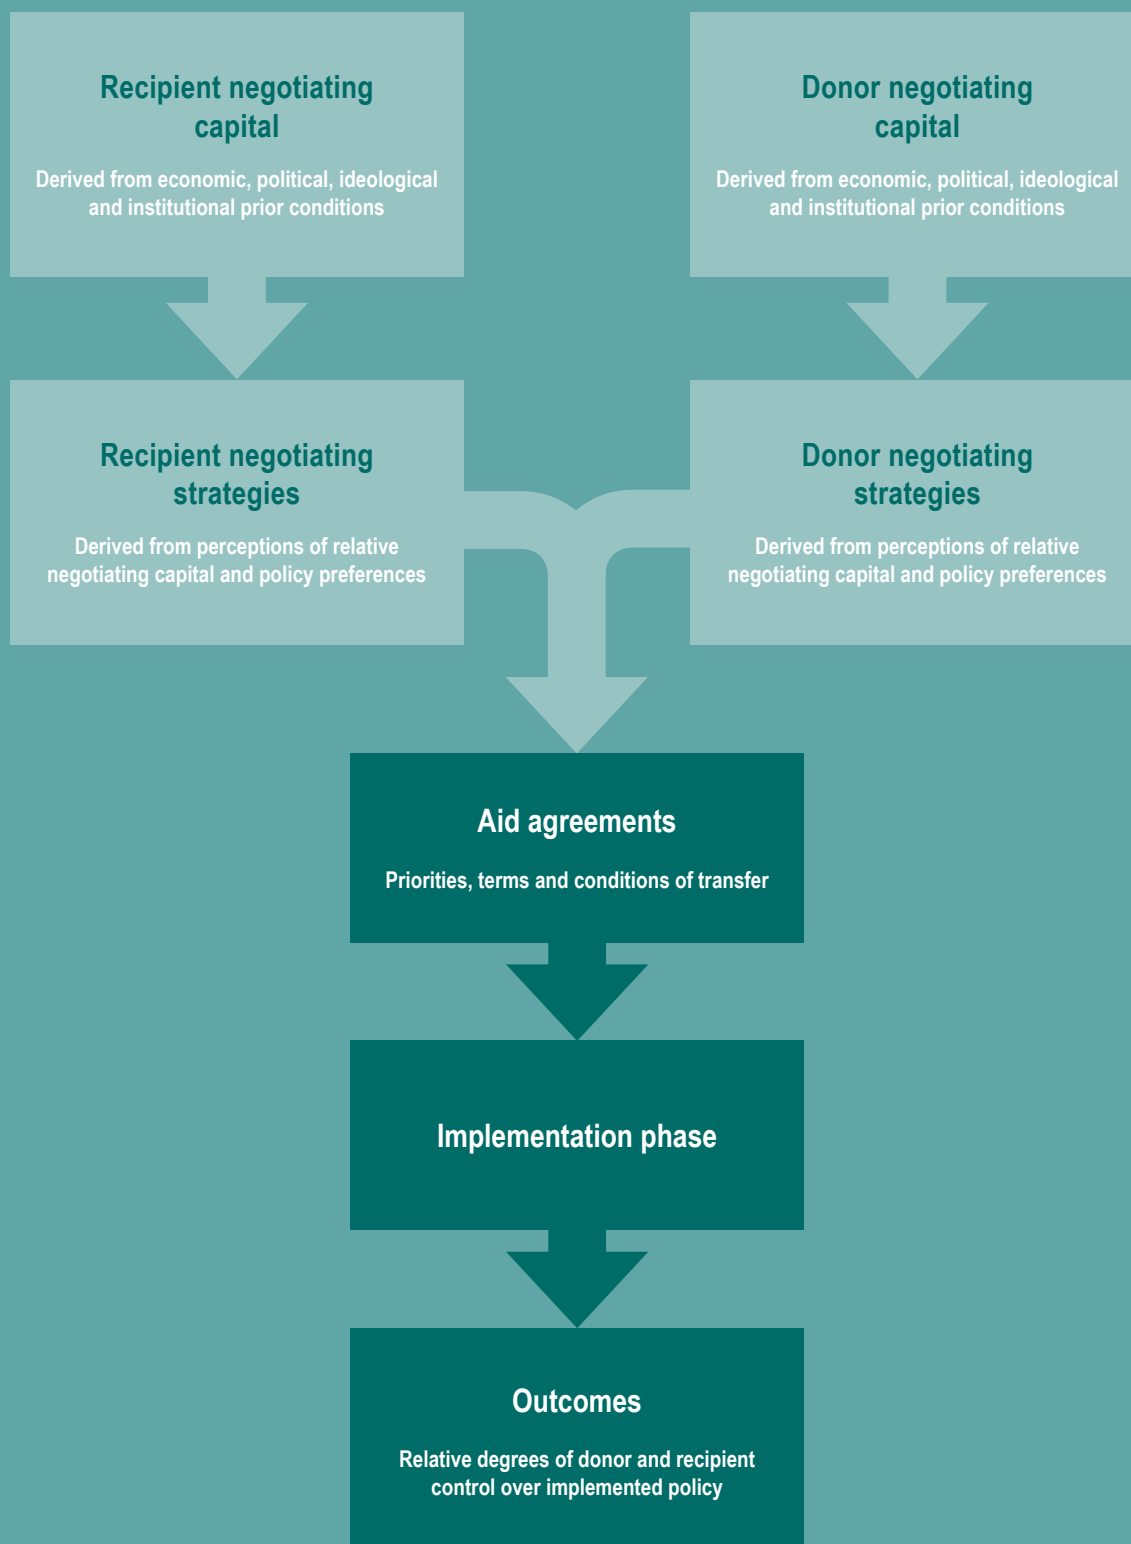 Recipient negotiating
capital
Derived from economic, political, ideological
and institutional prior conditions
Donor negotiating
capital
Derived from economic, political, ideological
and institutional prior conditions
Recipient negotiating
strategies
Derived from perceptions of relative
negotiating capital and policy preferences
Donor negotiating
strategies
Derived from perceptions of relative
negotiating capital and policy preferences
Aid agreements
Priorities, terms and conditions of transfer
Implementation phase
Outcomes
Relative degrees of donor and recipient
control over implemented policy